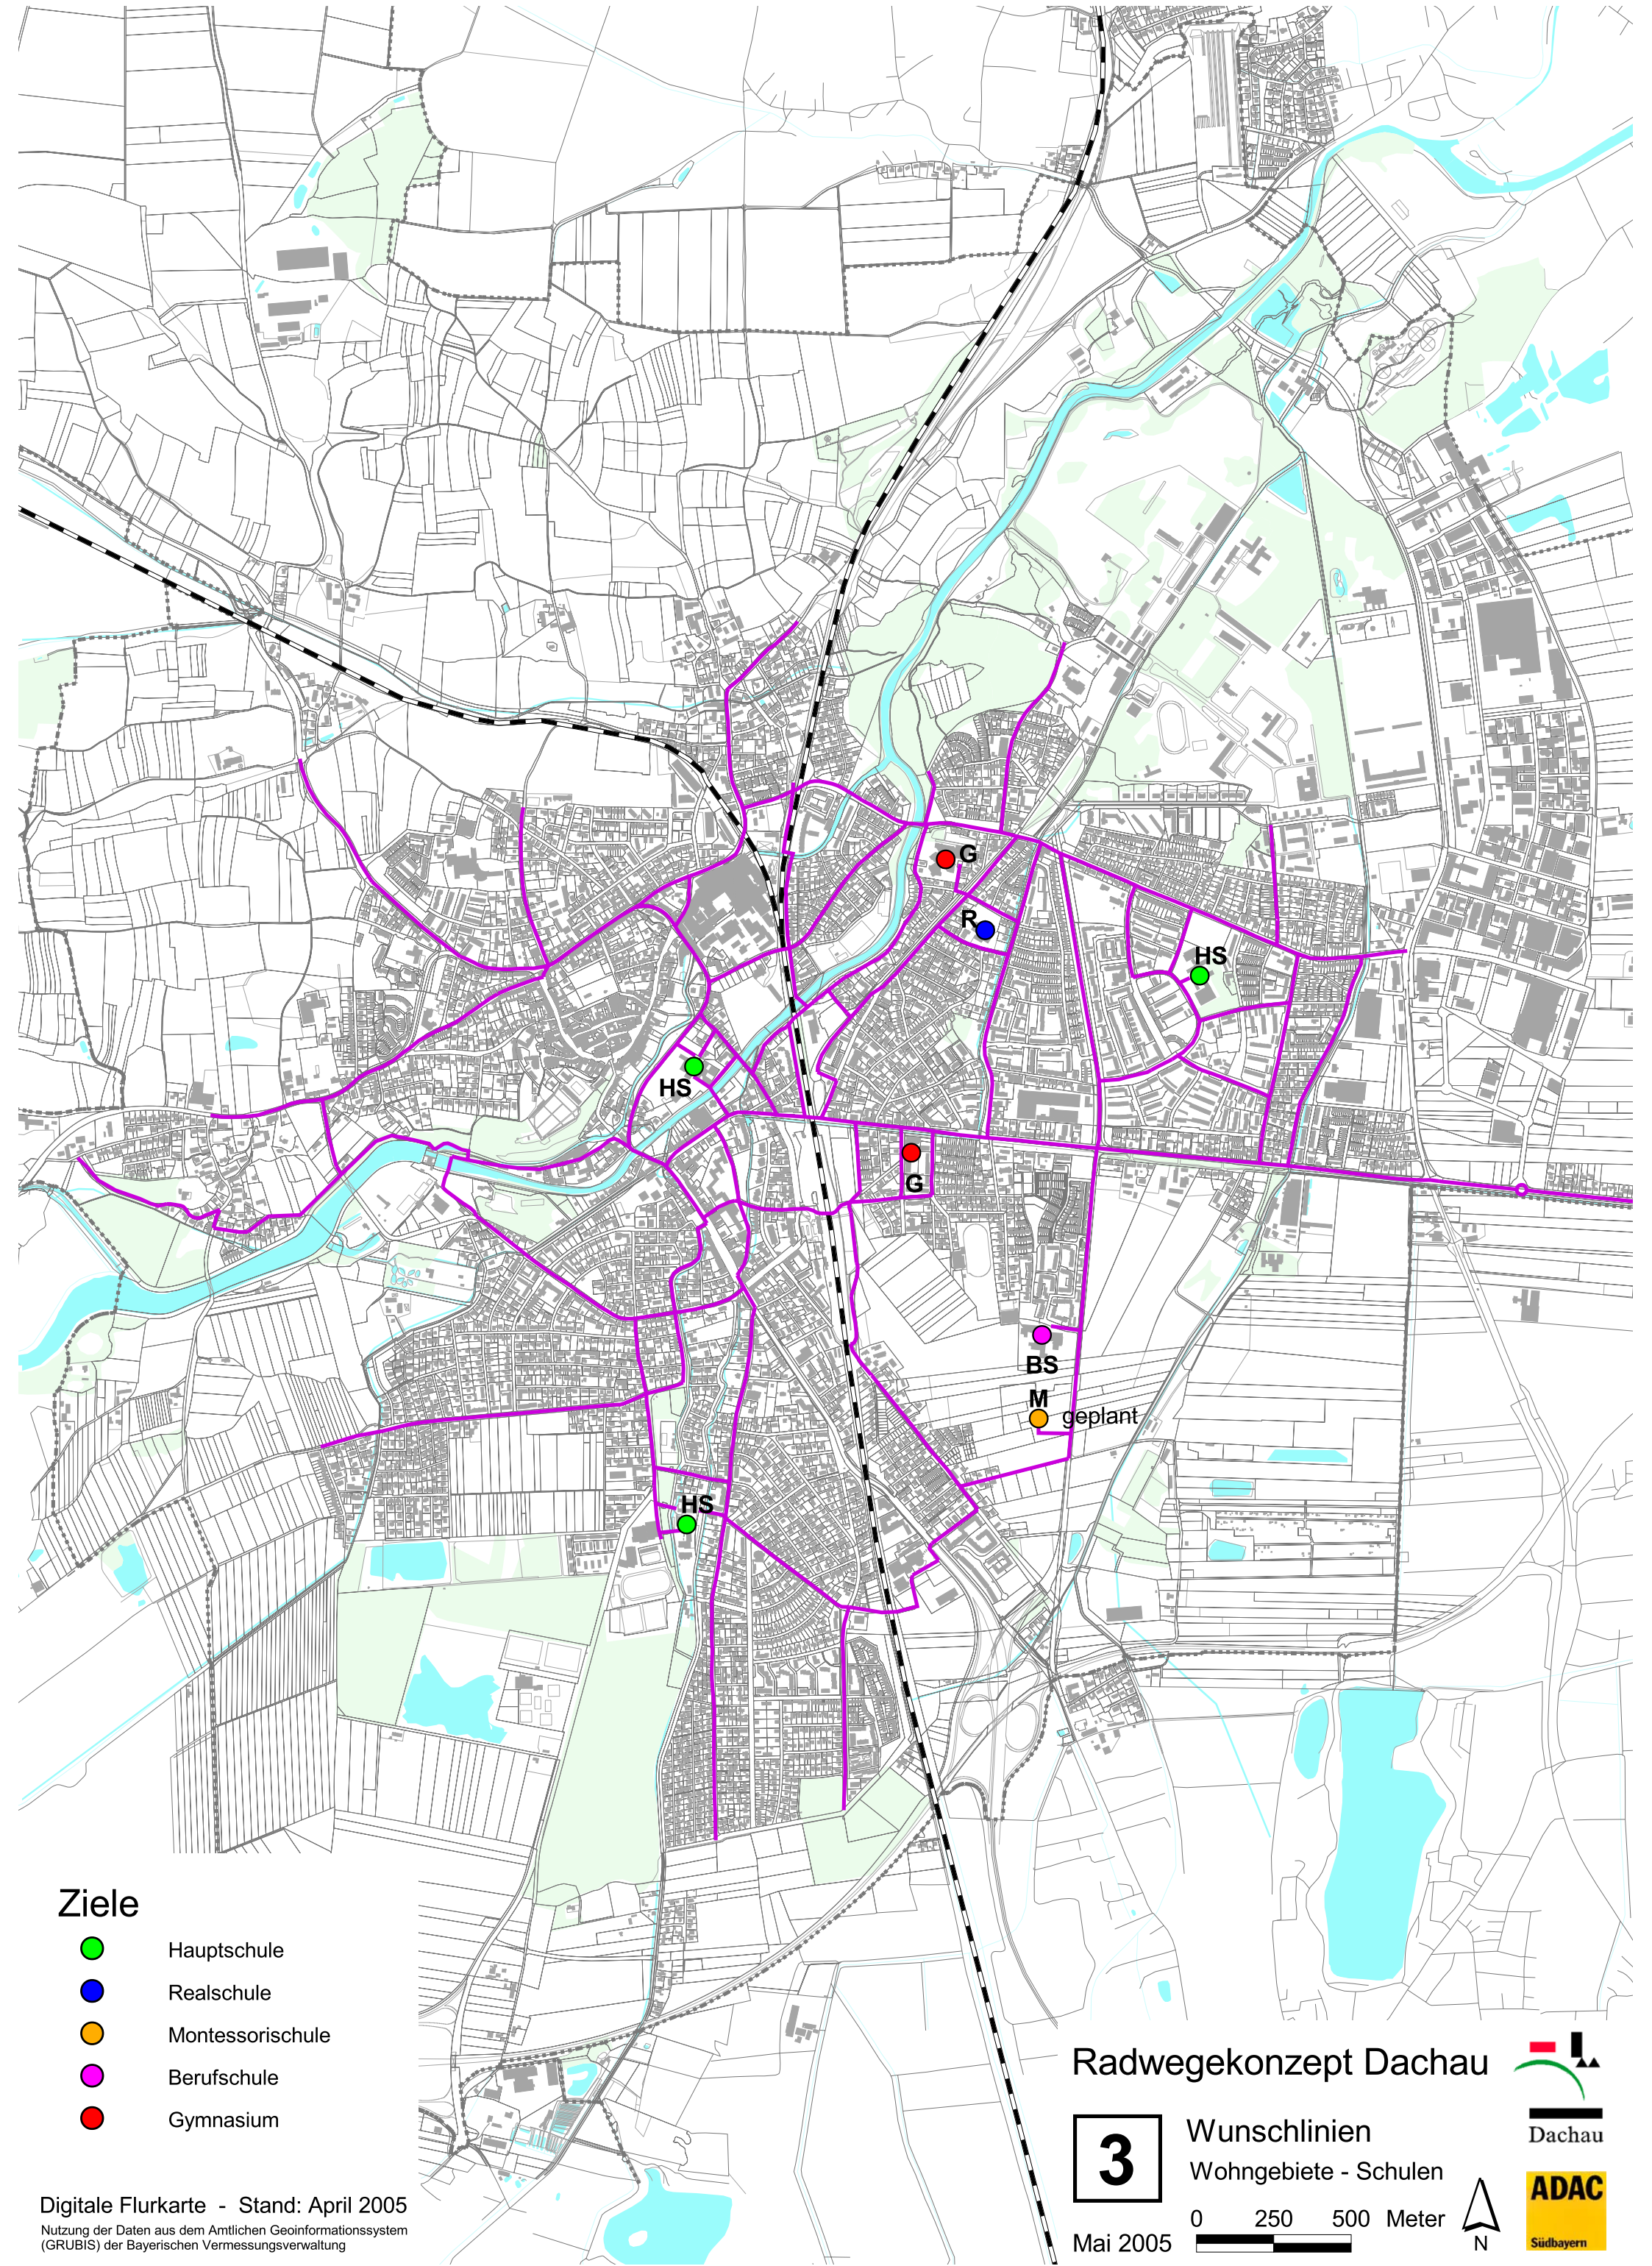 G
R
HS
HS
G
BS
M
geplant
HS
Ziele
Hauptschule
Realschule
Montessorischule
Berufschule
Gymnasium
Digitale Flurkarte - Stand: April 2005
Nutzung der Daten aus dem Amtlichen Geoinformationssystem
(GRUBIS) der Bayerischen Vermessungsverwaltung
Radwegekonzept Dachau
Dachau
3
Wunschlinien
Wohngebiete - Schulen
Mai 2005
0 250 500 Meter
N
ADAC
Südbayern